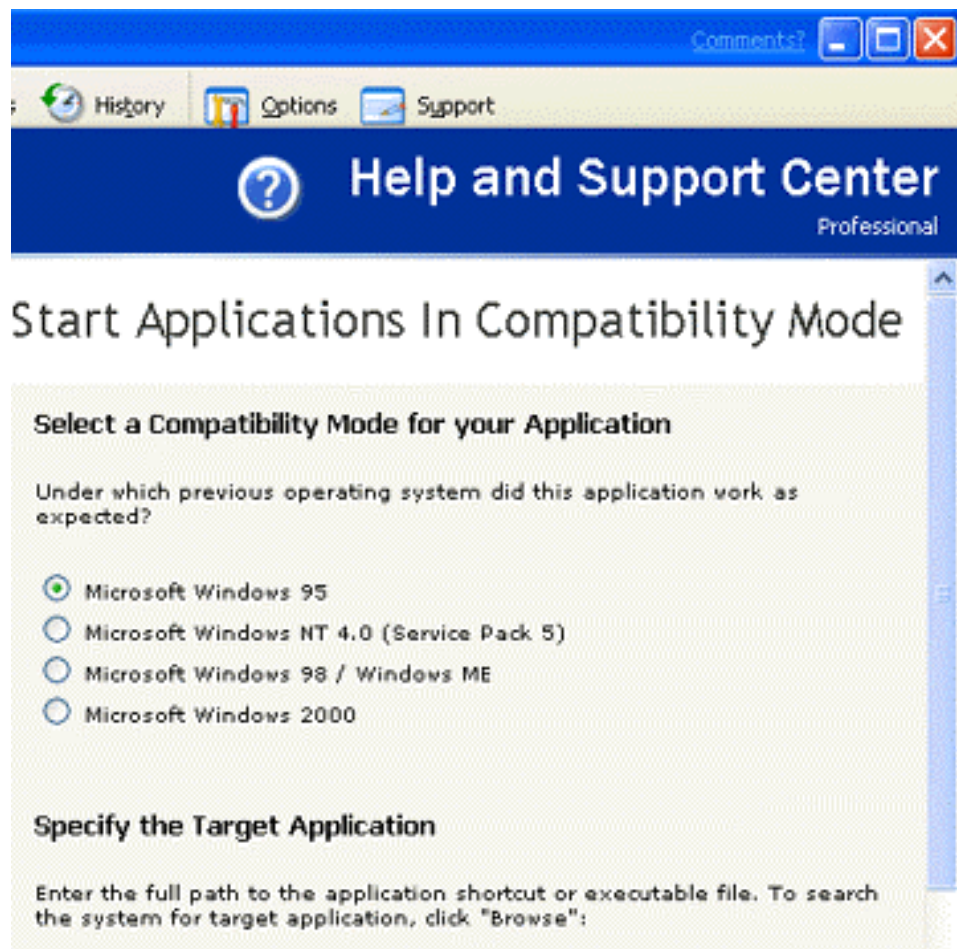 Comments?
History Options Support
Help and Support Center
Professional
Start Applications In Compatibility Mode
Select a Compatibility Mode for your Application
Under which previous operating system did this application work as
expected?
Microsoft Windows 95
Microsoft Windows NT 4.0 (Service Pack 5)
Microsoft Windows 98 / Windows ME
Microsoft Windows 2000
Specify the Target Application
Enter the full path to the application shortcut or executable file. To search
the system for target application, click "Browse":